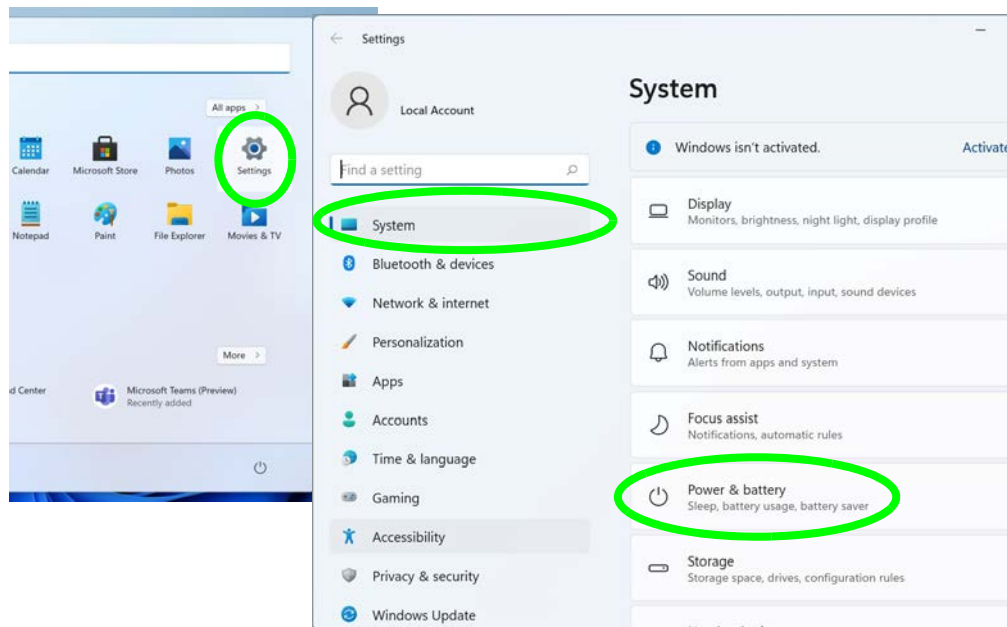 All apps >
Calendar
Microsoft Store
Photos
Settings
Notepad
Paint
File Explorer
Movies & TV
More >
d Center
Microsoft Teams (Preview)
Recently added
Settings
Local Account
Find a setting
System
Bluetooth & devices
Network & internet
Personalization
Apps
Accounts
Time & language
Gaming
Accessibility
Privacy & security
Windows Update
System
Windows isn't activated.
Activate
Display
Monitors, brightness, night light, display profile
Sound
Volume levels, output, input, sound devices
Notifications
Alerts from apps and system
Focus assist
Notifications, automatic rules
Power & battery
Sleep, battery usage, battery saver
Storage
Storage space, drives, configuration rules